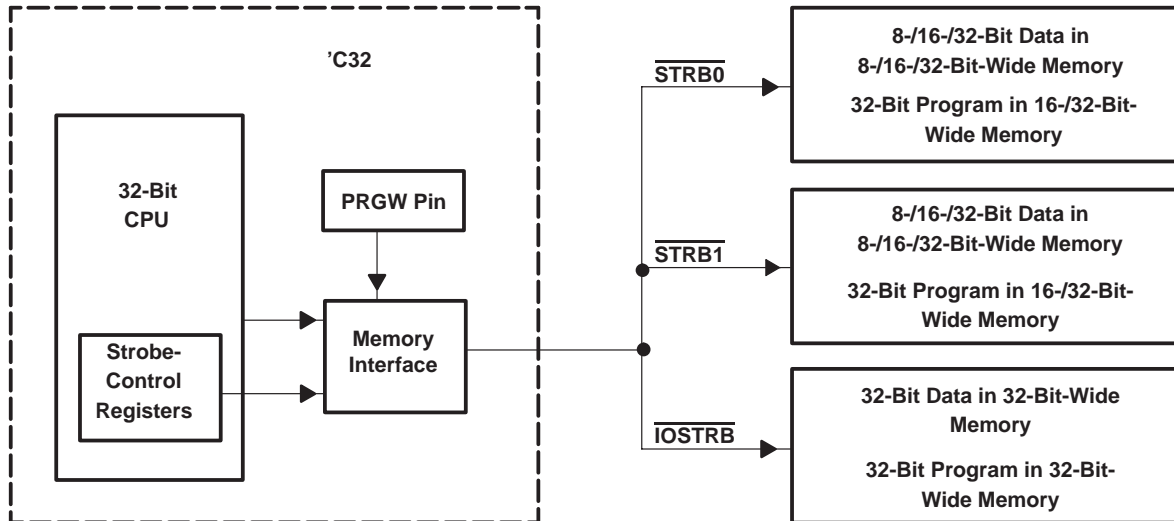 'C32
32-Bit
CPU
Strobe-
Control
Registers
PRGW Pin
Memory
Interface
STRB0
STRB1
IOSTRB
8-/16-/32-Bit Data in
8-/16-/32-Bit-Wide Memory
32-Bit Program in 16-/32-Bit-
Wide Memory
8-/16-/32-Bit Data in
8-/16-/32-Bit-Wide Memory
32-Bit Program in 16-/32-Bit-
Wide Memory
32-Bit Data in 32-Bit-Wide
Memory
32-Bit Program in 32-Bit-
Wide Memory